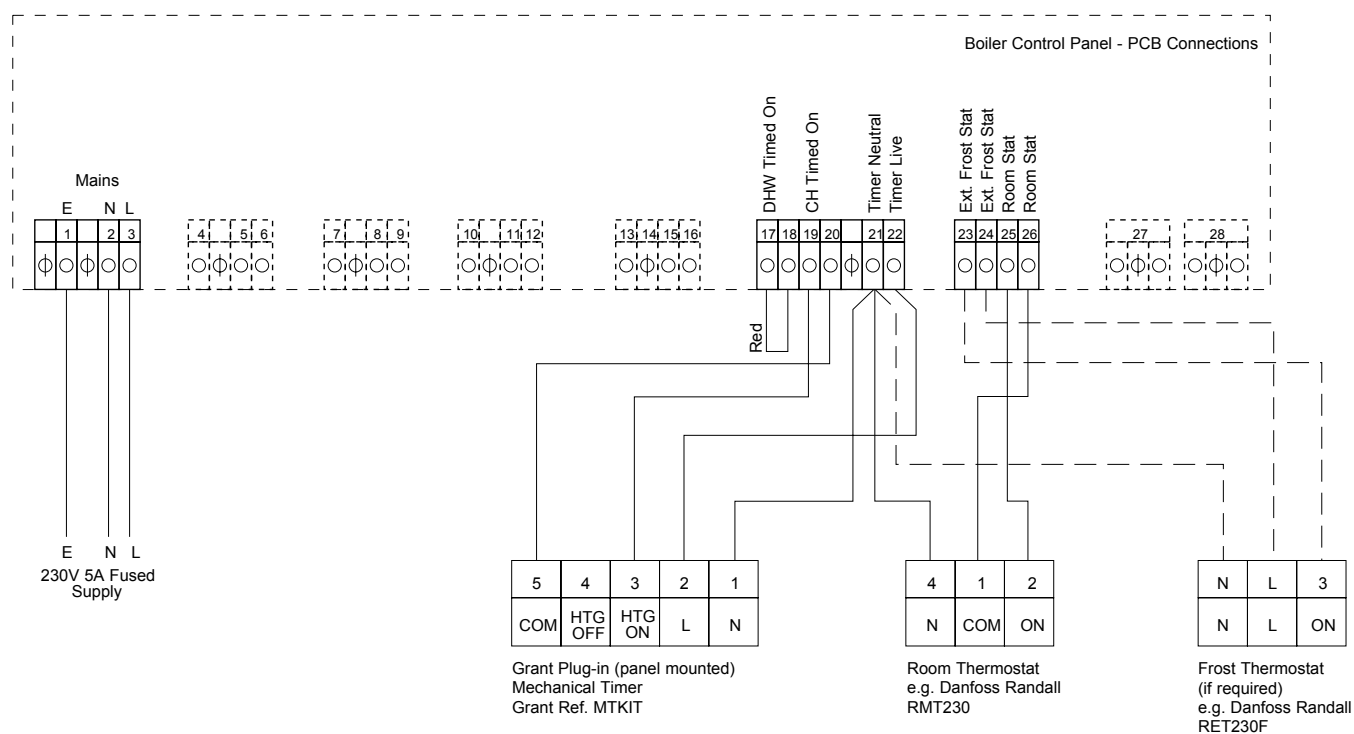 Boiler Control Panel - PCB Connections
DHW Timed On
CH Timed On
Timer Neutral
Timer Live
Ext. Frost Stat
Ext. Frost Stat
Room Stat
Room Stat
Mains
E N L
1 2 3
4 5 6
7 8 9
10 11 12
13 14 15 16
17 18 19 20 21 22
23 24 25 26
27
28
Red
E N L
230V 5A Fused
Supply
5 4 3 2 1
COM HTG OFF HTG ON L N
Grant Plug-in (panel mounted)
Mechanical Timer
Grant Ref. MTKIT
4 1 2
N COM ON
Room Thermostat
e.g. Danfoss Randall
RMT230
N L 3
N L ON
Frost Thermostat
(if required)
e.g. Danfoss Randall
RET230F